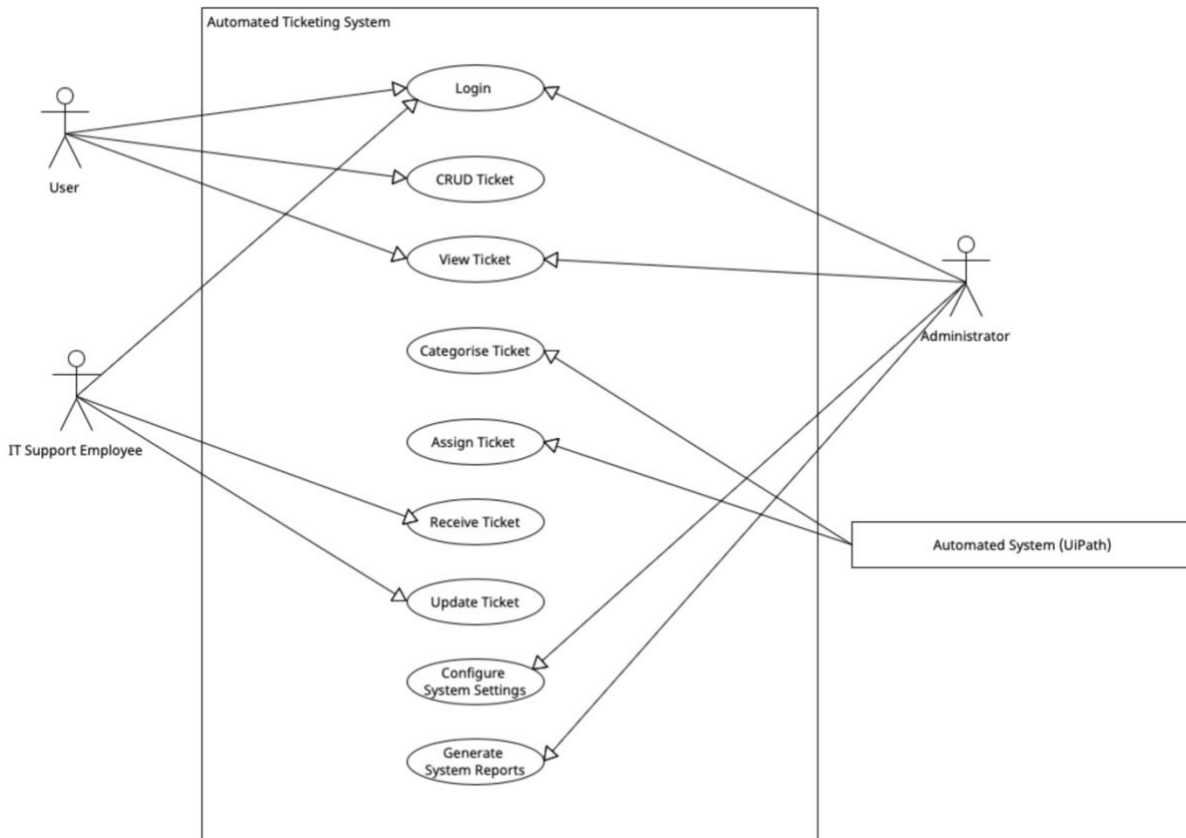 Automated Ticketing System
Login
User
CRUD Ticket
View Ticket
Administrator
Categorise Ticket
IT Support Employee
Assign Ticket
Receive Ticket
Automated System (UiPath)
Update Ticket
Configure
System Settings
Generate
System Reports